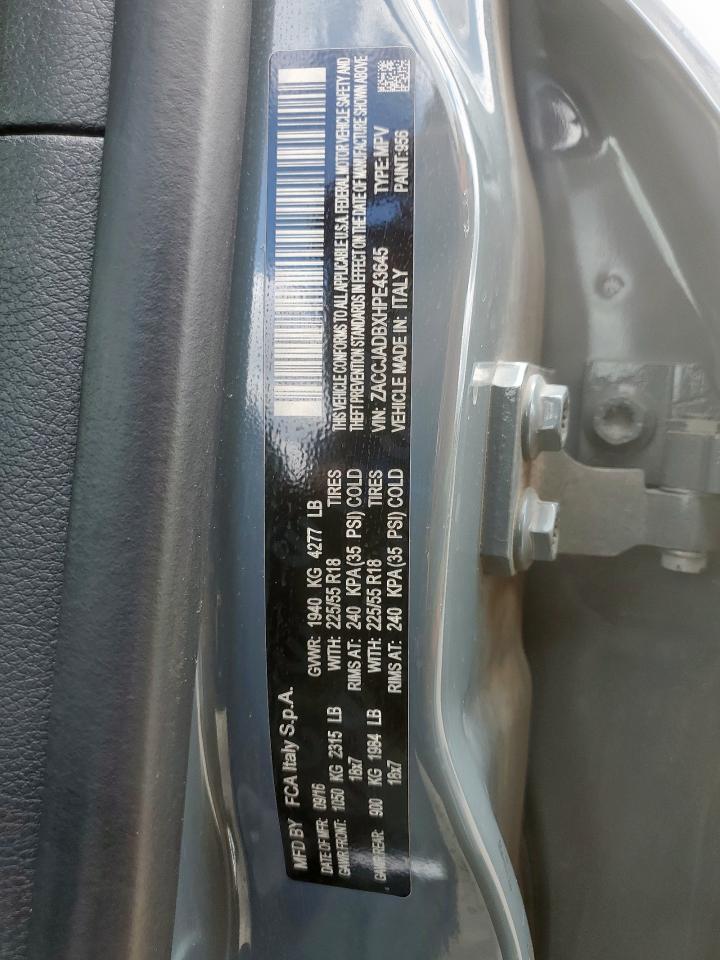 MFD BY FCA Italy S.p.A.
DATE OF MFR: 09/16 GVWR: 1940 KG 4277 LB
GAWR FRONT: 1050 KG 2315 LB WITH: 225/55 R18 TIRES
18x7 RIMS AT: 240 KPA(35 PSI) COLD
GAWR REAR: 900 KG 1984 LB WITH: 225/55 R18 TIRES
18x7 RIMS AT: 240 KPA(35 PSI) COLD
THIS VEHICLE CONFORMS TO ALL APPLICABLE U.S.A. FEDERAL MOTOR VEHICLE SAFETY AND
THEFT PREVENTION STANDARDS IN EFFECT ON THE DATE OF MANUFACTURE SHOWN ABOVE
VIN: ZACCJADBXHPE43645 TYPE:MPV
VEHICLE MADE IN: ITALY PAINT:956